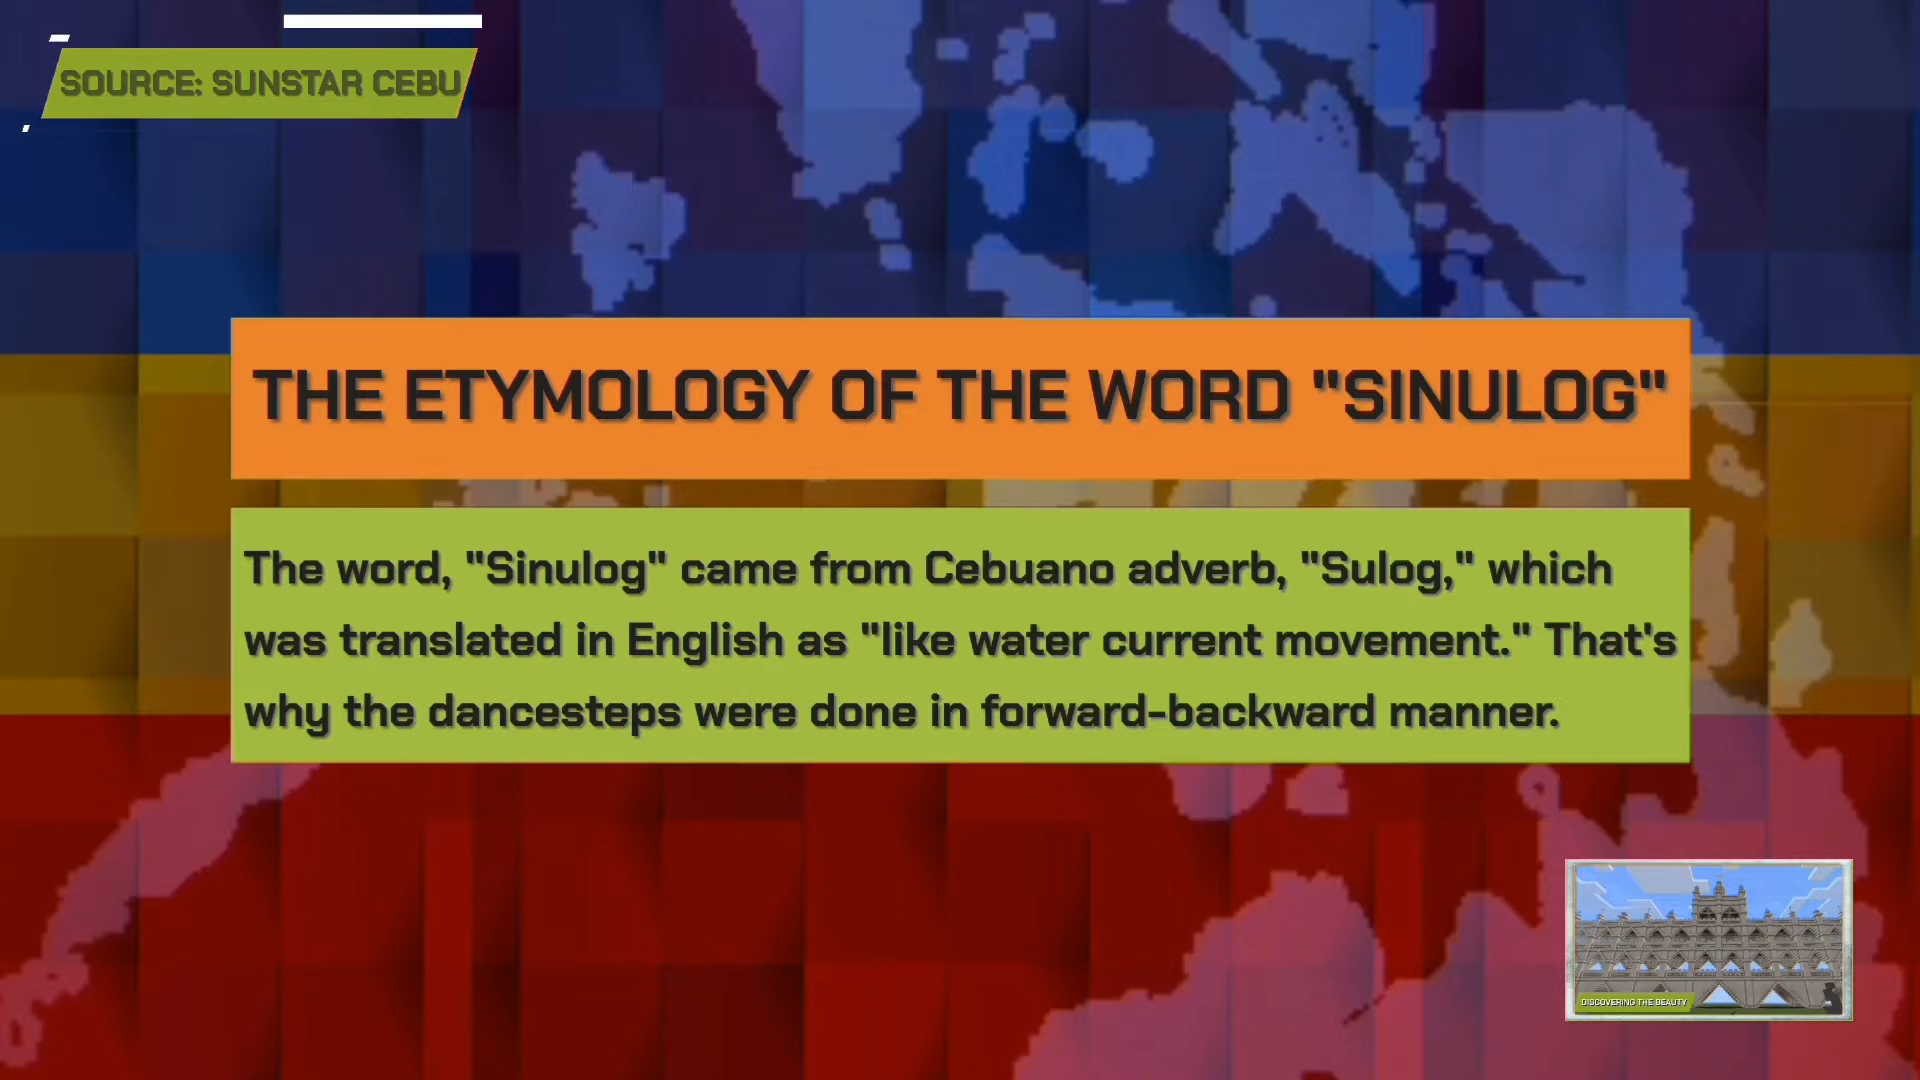 SOURCE: SUNSTAR CEBU
THE ETYMOLOGY OF THE WORD "SINULOG"
The word, "Sinulog" came from Cebuano adverb, "Sulog," which
was translated in English as "like water current movement." That's
why the dancesteps were done in forward-backward manner.
DISCOVERING THE BEAUTY